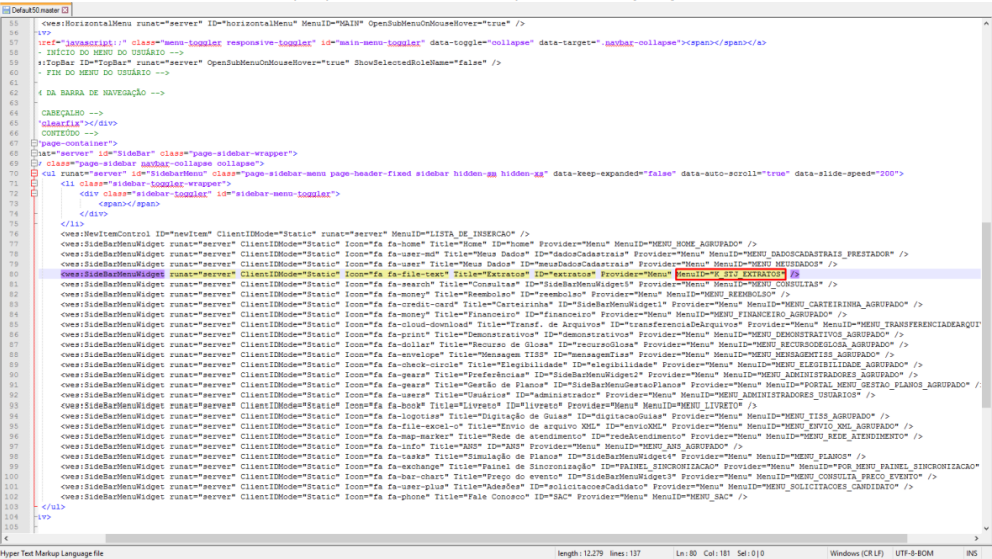 Default50.master
55 <wes:HorizontalMenu runat="server" ID="horizontalMenu" MenuID="MAIN" OpenSubMenuOnMouseHover="true" />
56 iv>
57 href="javascript:;" class="menu-toggler responsive-toggler" id="main-menu-toggler" data-toggle="collapse" data-target=".navbar-collapse"><span></span></a>
58 - INÍCIO DO MENU DO USUÁRIO -->
59 s:TopBar ID="TopBar" runat="server" OpenSubMenuOnMouseHover="true" ShowSelectedRoleName="false" />
60 - FIM DO MENU DO USUÁRIO -->
61
62 DA BARRA DE NAVEGAÇÃO -->
63
64 CABEÇALHO -->
65 "clearfix"></div>
66 CONTEÚDO -->
67 "page-container">
68 nat="server" id="SideBar" class="page-sidebar-wrapper">
69 class="page-sidebar navbar-collapse collapse">
70 <ul runat="server" id="SidebarMenu" class="page-sidebar-menu page-header-fixed sidebar hidden-sm hidden-xs" data-keep-expanded="false" data-auto-scroll="true" data-slide-speed="200">
71 <li class="sidebar-toggler-wrapper">
72 <div class="sidebar-toggler" id="sidebar-menu-toggler">
73 <span></span>
74 </div>
75 </li>
76 <wes:NewItemControl ID="newItem" ClientIDMode="Static" runat="server" MenuID="LISTA_DE_INSERCAO" />
77 <wes:SideBarMenuWidget runat="server" ClientIDMode="Static" Icon="fa fa-home" Title="Home" ID="home" Provider="Menu" MenuID="MENU_HOME_AGRUPADO" />
78 <wes:SideBarMenuWidget runat="server" ClientIDMode="Static" Icon="fa fa-user-md" Title="Meus Dados" ID="dadosCadastrais" Provider="Menu" MenuID="MENU_DADOSCADASTRAIS_PRESTADOR" />
79 <wes:SideBarMenuWidget runat="server" ClientIDMode="Static" Icon="fa fa-user" Title="Meus Dados" ID="meusDadosCadastrais" Provider="Menu" MenuID="MENU_MEUSDADOS" />
80 <wes:SideBarMenuWidget runat="server" ClientIDMode="Static" Icon="fa fa-file-text" Title="Extratos" ID="extratos" Provider="Menu" MenuID="K_STJ_EXTRATOS" />
81 <wes:SideBarMenuWidget runat="server" ClientIDMode="Static" Icon="fa fa-search" Title="Consultas" ID="SideBarMenuWidget5" Provider="Menu" MenuID="MENU_CONSULTAS" />
82 <wes:SideBarMenuWidget runat="server" ClientIDMode="Static" Icon="fa fa-money" Title="Reembolso" ID="reembolso" Provider="Menu" MenuID="MENU_REEMBOLSO" />
83 <wes:SideBarMenuWidget runat="server" ClientIDMode="Static" Icon="fa fa-credit-card" Title="Carteirinha" ID="SideBarMenuWidget1" Provider="Menu" MenuID="MENU_CARTEIRINHA_AGRUPADO" />
84 <wes:SideBarMenuWidget runat="server" ClientIDMode="Static" Icon="fa fa-money" Title="Financeiro" ID="financeiro" Provider="Menu" MenuID="MENU_FINANCEIRO_AGRUPADO" />
85 <wes:SideBarMenuWidget runat="server" ClientIDMode="Static" Icon="fa fa-cloud-download" Title="Transf. de Arquivos" ID="transferenciaDeArquivos" Provider="Menu" MenuID="MENU_TRANSFERENCIADEARQUIT
86 <wes:SideBarMenuWidget runat="server" ClientIDMode="Static" Icon="fa fa-print" Title="Demonstrativos" ID="demonstrativos" Provider="Menu" MenuID="MENU_DEMONSTRATIVOS_AGRUPADO" />
87 <wes:SideBarMenuWidget runat="server" ClientIDMode="Static" Icon="fa fa-dollar" Title="Recurso de Glosa" ID="recursoGlosa" Provider="Menu" MenuID="MENU_RECURSODEGLOSA_AGRUPADO" />
88 <wes:SideBarMenuWidget runat="server" ClientIDMode="Static" Icon="fa fa-envelope" Title="Mensagem TISS" ID="mensagemTiss" Provider="Menu" MenuID="MENU_MENSAGEMTISS_AGRUPADO" />
89 <wes:SideBarMenuWidget runat="server" ClientIDMode="Static" Icon="fa fa-check-circle" Title="Elegibilidade" ID="elegibilidade" Provider="Menu" MenuID="MENU_ELEGIBILIDADE_AGRUPADO" />
90 <wes:SideBarMenuWidget runat="server" ClientIDMode="Static" Icon="fa fa-gears" Title="Preferências" ID="SideBarMenuWidget2" Provider="Menu" MenuID="MENU_ADMINISTRADORES_AGRUPADO" />
91 <wes:SideBarMenuWidget runat="server" ClientIDMode="Static" Icon="fa fa-gears" Title="Gestão de Planos" ID="SideBarMenuGestaoPlanos" Provider="Menu" MenuID="PORTAL_MENU_GESTAO_PLANOS_AGRUPADO" /
92 <wes:SideBarMenuWidget runat="server" ClientIDMode="Static" Icon="fa fa-users" Title="Usuários" ID="administrador" Provider="Menu" MenuID="MENU_ADMINISTRADORES_USUARIOS" />
93 <wes:SideBarMenuWidget runat="server" ClientIDMode="Static" Icon="fa fa-book" Title="Livreto" ID="livreto" Provider="Menu" MenuID="MENU_LIVRETO" />
94 <wes:SideBarMenuWidget runat="server" ClientIDMode="Static" Icon="fa fa-logotiss" Title="Digitação de Guias" ID="digitacaoGuias" Provider="Menu" MenuID="MENU_TISS_AGRUPADO" />
95 <wes:SideBarMenuWidget runat="server" ClientIDMode="Static" Icon="fa fa-file-excel-o" Title="Envio de arquivo XML" ID="envioXML" Provider="Menu" MenuID="MENU_ENVIO_XML_AGRUPADO" />
96 <wes:SideBarMenuWidget runat="server" ClientIDMode="Static" Icon="fa fa-map-marker" Title="Rede de atendimento" ID="redeAtendimento" Provider="Menu" MenuID="MENU_REDE_ATENDIMENTO" />
97 <wes:SideBarMenuWidget runat="server" ClientIDMode="Static" Icon="fa fa-info" Title="ANS" ID="ANS" Provider="Menu" MenuID="MENU_ANS_AGRUPADO" />
98 <wes:SideBarMenuWidget runat="server" ClientIDMode="Static" Icon="fa fa-tasks" Title="Simulação de Planos" ID="SideBarMenuWidget4" Provider="Menu" MenuID="MENU_PLANOS" />
99 <wes:SideBarMenuWidget runat="server" ClientIDMode="Static" Icon="fa fa-exchange" Title="Painel de Sincronização" ID="PAINEL_SINCRONIZACAO" Provider="Menu" MenuID="POR_MENU_PAINEL_SINCRONIZACAO"
100 <wes:SideBarMenuWidget runat="server" ClientIDMode="Static" Icon="fa fa-bar-chart" Title="Preço do evento" ID="SideBarMenuWidget3" Provider="Menu" MenuID="MENU_CONSULTA_PRECO_EVENTO" />
101 <wes:SideBarMenuWidget runat="server" ClientIDMode="Static" Icon="fa fa-user-plus" Title="Adesões" ID="solicitacoesCadidato" Provider="Menu" MenuID="MENU_SOLICITACOES_CANDIDATO" />
102 <wes:SideBarMenuWidget runat="server" ClientIDMode="Static" Icon="fa fa-phone" Title="Fale Conosco" ID="SAC" Provider="Menu" MenuID="MENU_SAC" />
103 </ul>
104 iv>
105
Hyper Text Markup Language file length : 12.279 lines : 137 Ln : 80 Col : 181 Sel : 0 | 0 Windows (CR LF) UTF-8-BOM INS